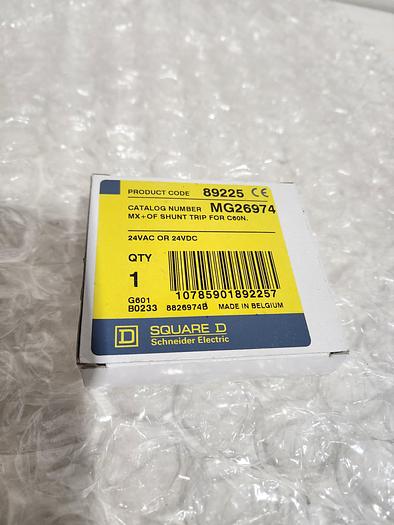 PRODUCT CODE 89225 CE
CATALOG NUMBER MG26974
MX+OF SHUNT TRIP FOR C60N.
24VAC OR 24VDC
QTY
1
10785901892257
G601
B0233 8826974B MADE IN BELGIUM
D SQUARE D
Schneider Electric